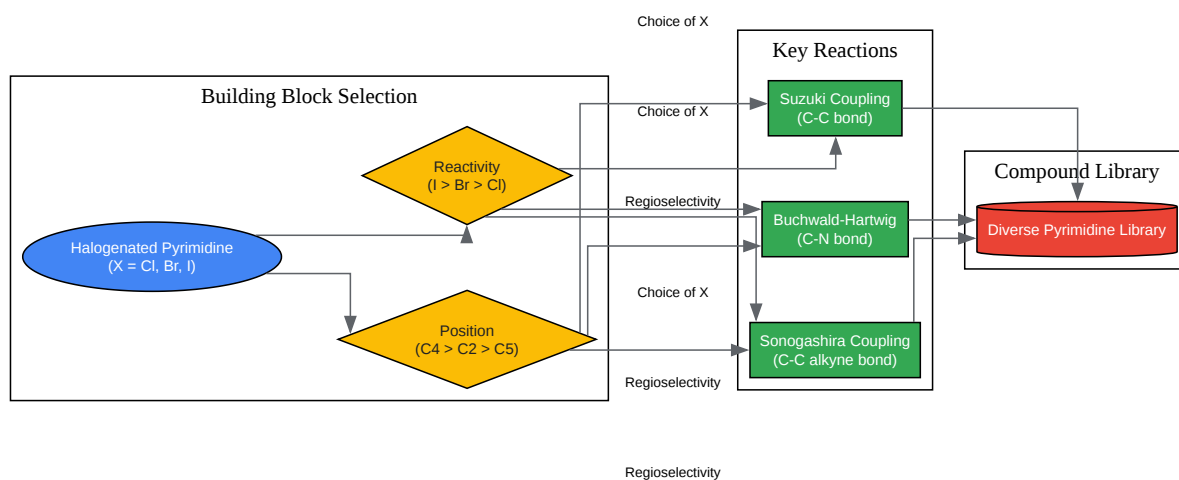 Choice of X
Key Reactions
Building Block Selection
Suzuki Coupling
(C-C bond)
Choice of X
Reactivity
(I > Br > Cl)
Compound Library
Regioselectivity
Buchwald-Hartwig
(C-N bond)
Diverse Pyrimidine Library
Halogenated Pyrimidine
(X = Cl, Br, I)
Choice of X
Position
(C4 > C2 > C5)
Sonogashira Coupling
(C-C alkyne bond)
Regioselectivity
Regioselectivity